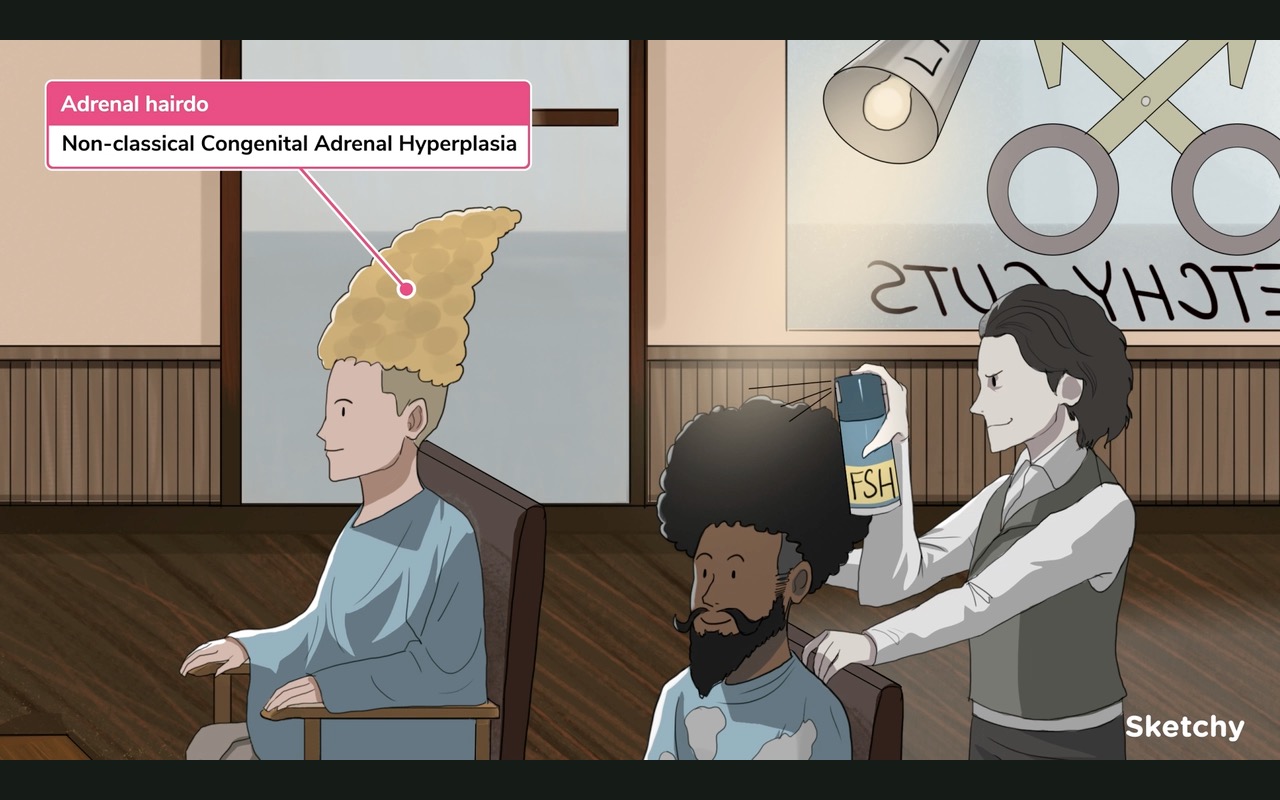 Adrenal hairdo
Non-classical Congenital Adrenal Hyperplasia
FSH
Sketchy